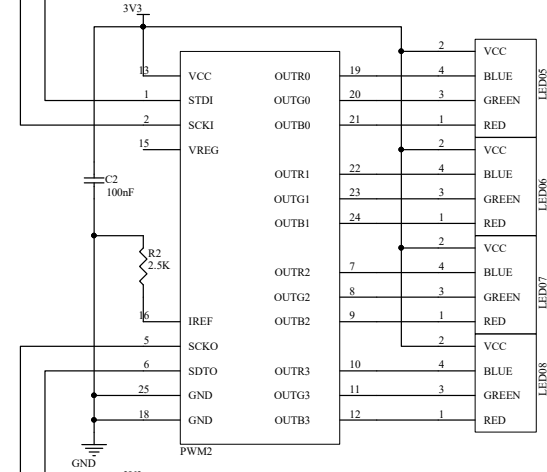 3V3
13 VCC OUTR0 19
1 STDI OUTG0 20
2 SCKI OUTB0 21
15 VREG
OUTR1 22
OUTG1 23
OUTB1 24
C2
100nF
R2
2.5K
OUTR2 7
OUTG2 8
16 IREF OUTB2 9
5 SCKO
6 SDTO OUTR3 10
25 GND OUTG3 11
18 GND OUTB3 12
PWM2
GND
2 VCC
4 BLUE
3 GREEN
1 RED
LED05
2 VCC
4 BLUE
3 GREEN
1 RED
LED06
2 VCC
4 BLUE
3 GREEN
1 RED
LED07
2 VCC
4 BLUE
3 GREEN
1 RED
LED08